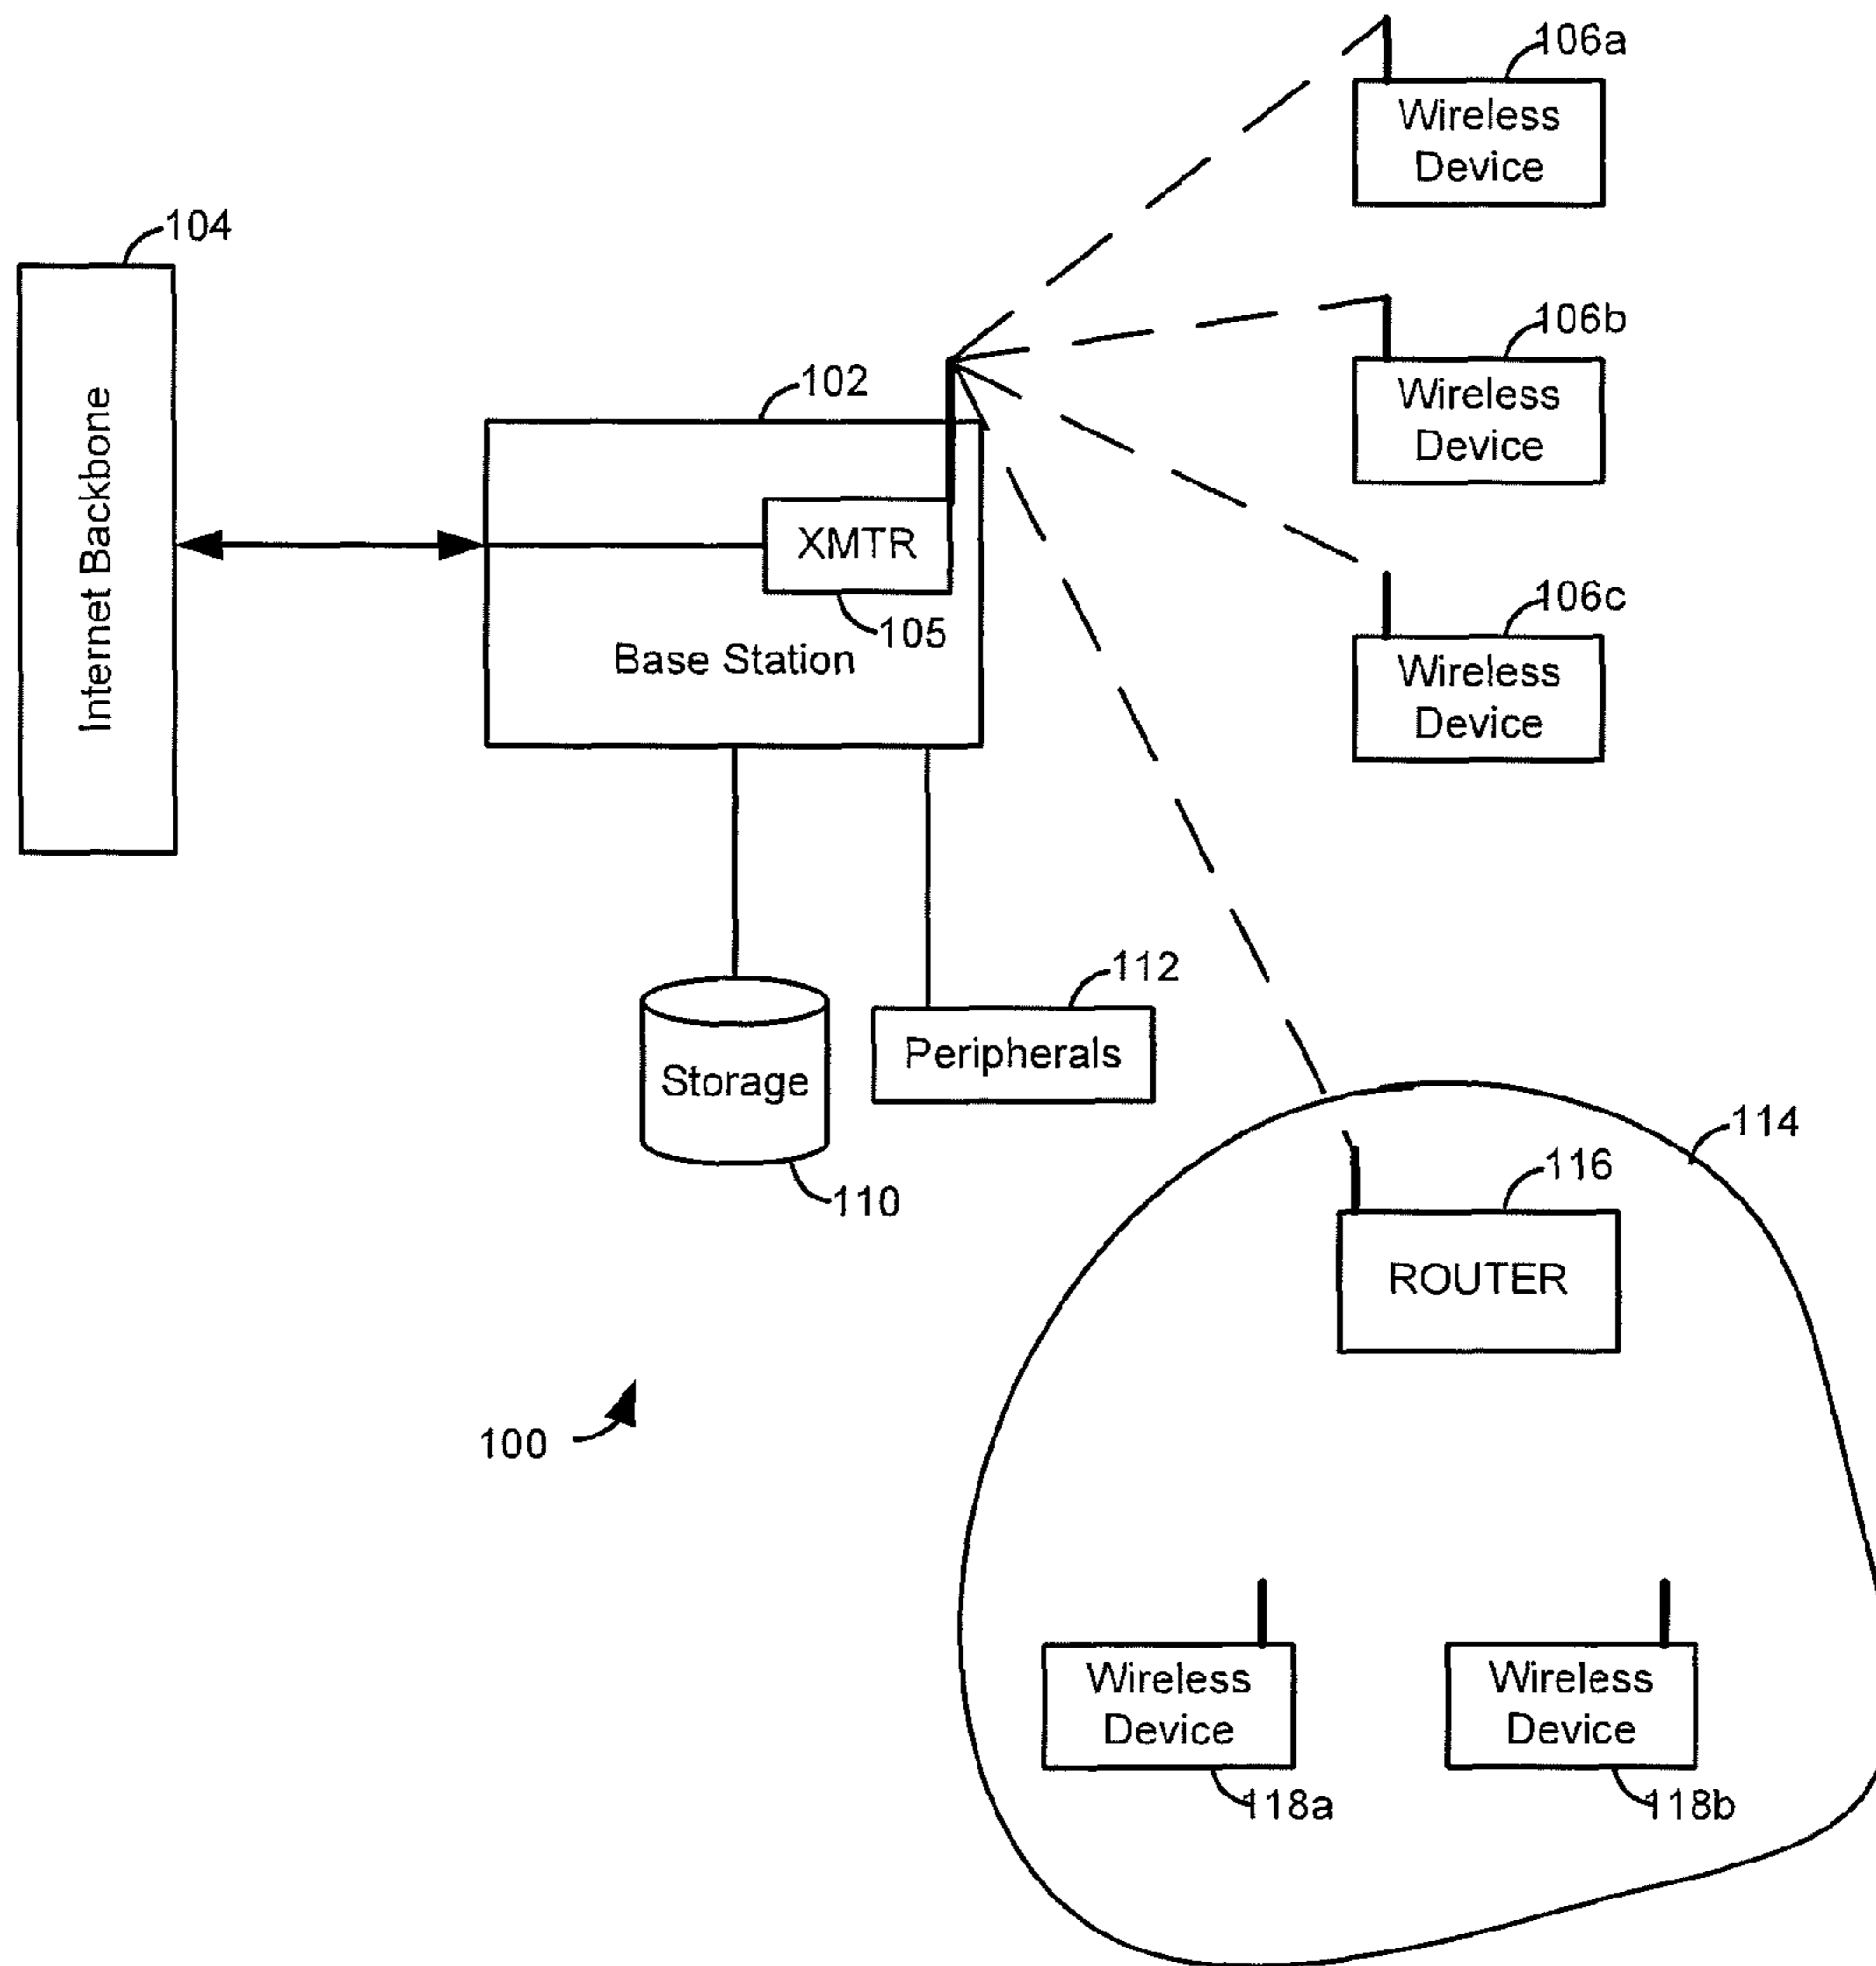 106a
Wireless
Device
104
106b
Wireless
Device
102
Internet Backbone
XMTR
105
Base Station
106c
Wireless
Device
112
Peripherals
Storage
110
114
116
ROUTER
100
Wireless
Device
118a
Wireless
Device
118b